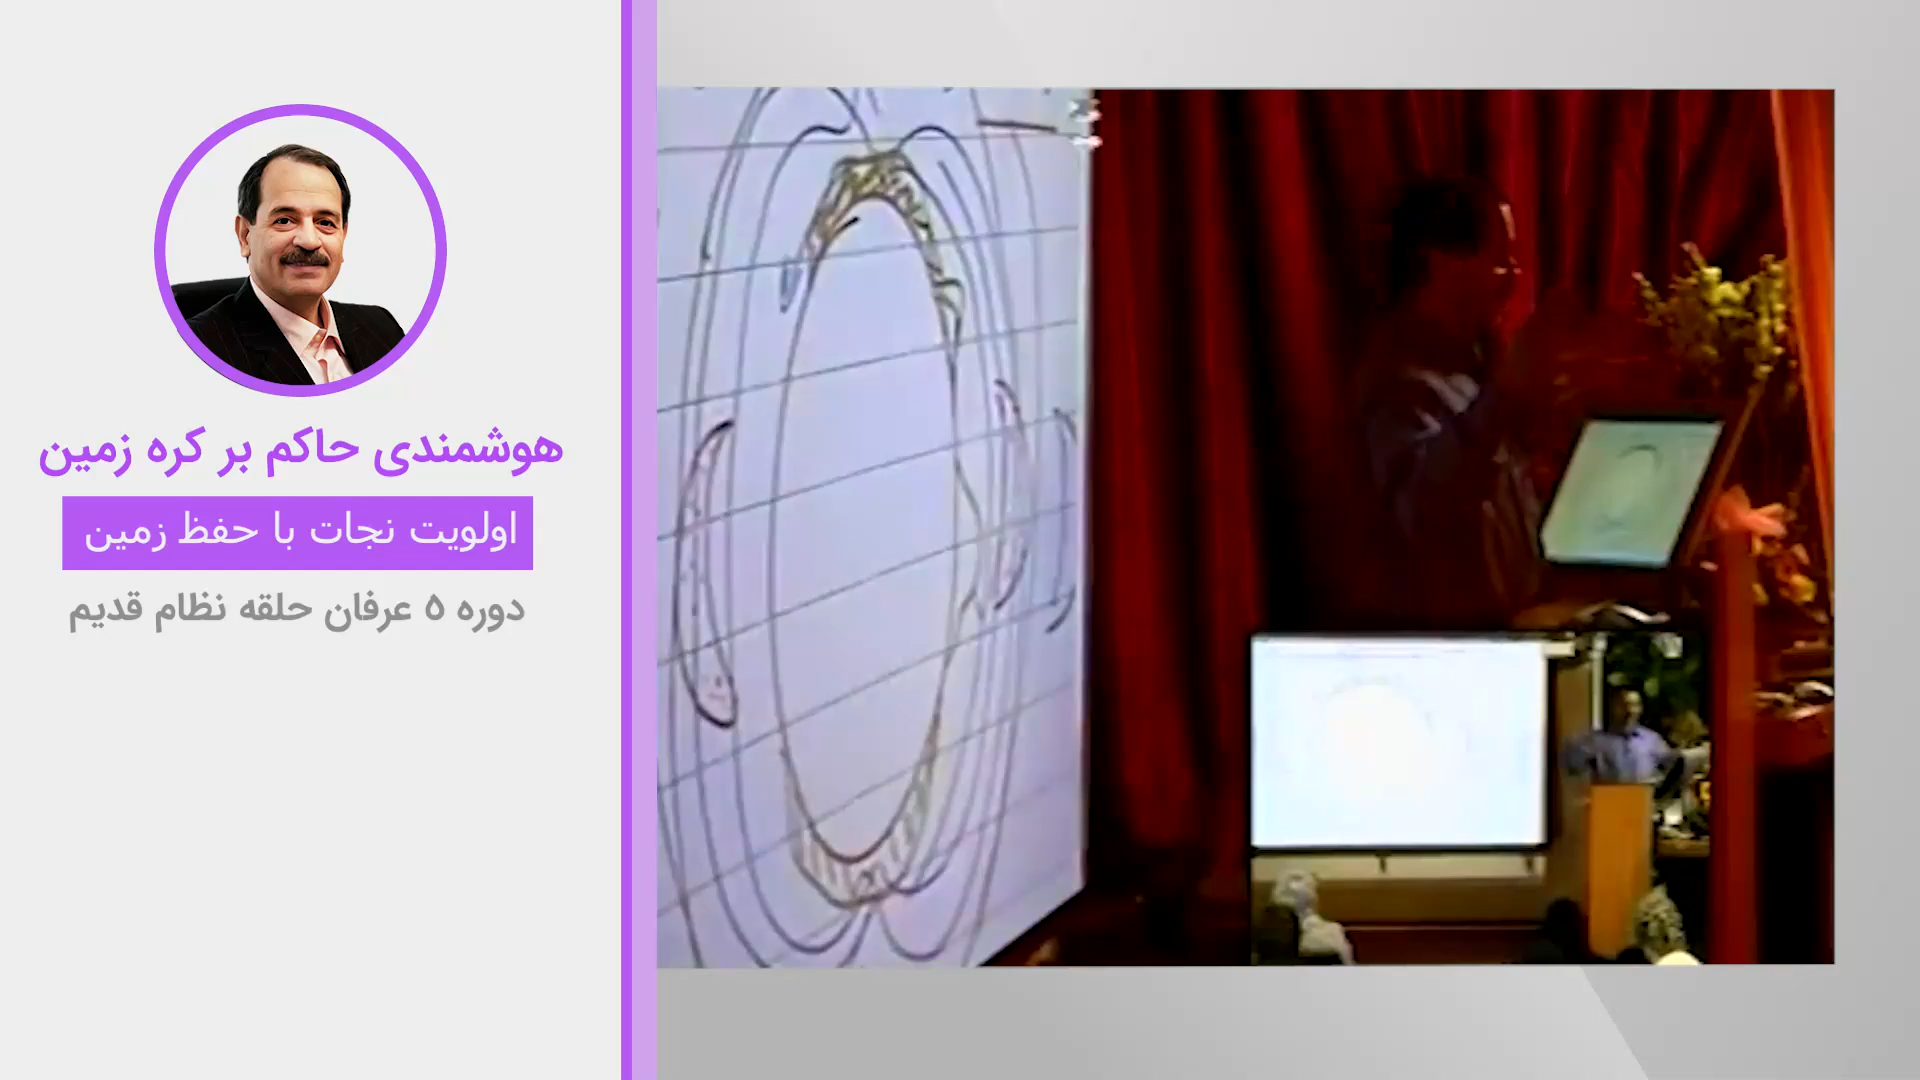 هوشمندی حاکم بر کره زمین
اولویت نجات با حفظ زمین
دوره ۵ عرفان حلقه نظام قدیم